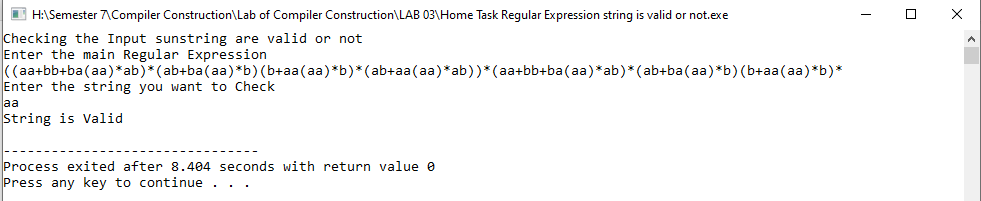 H:\Semester 7\Compiler Construction\Lab of Compiler Construction\LAB 03\Home Task Regular Expression string is valid or not.exe
Checking the Input sunstring are valid or not
Enter the main Regular Expression
((aa+bb+ba(aa)*ab)*(ab+ba(aa)*b)(b+aa(aa)*b)*(ab+aa(aa)*ab))*(aa+bb+ba(aa)*ab)*(ab+ba(aa)*b)(b+aa(aa)*b)*
Enter the string you want to Check
aa
String is Valid
--------------------------------
Process exited after 8.404 seconds with return value 0
Press any key to continue . . .